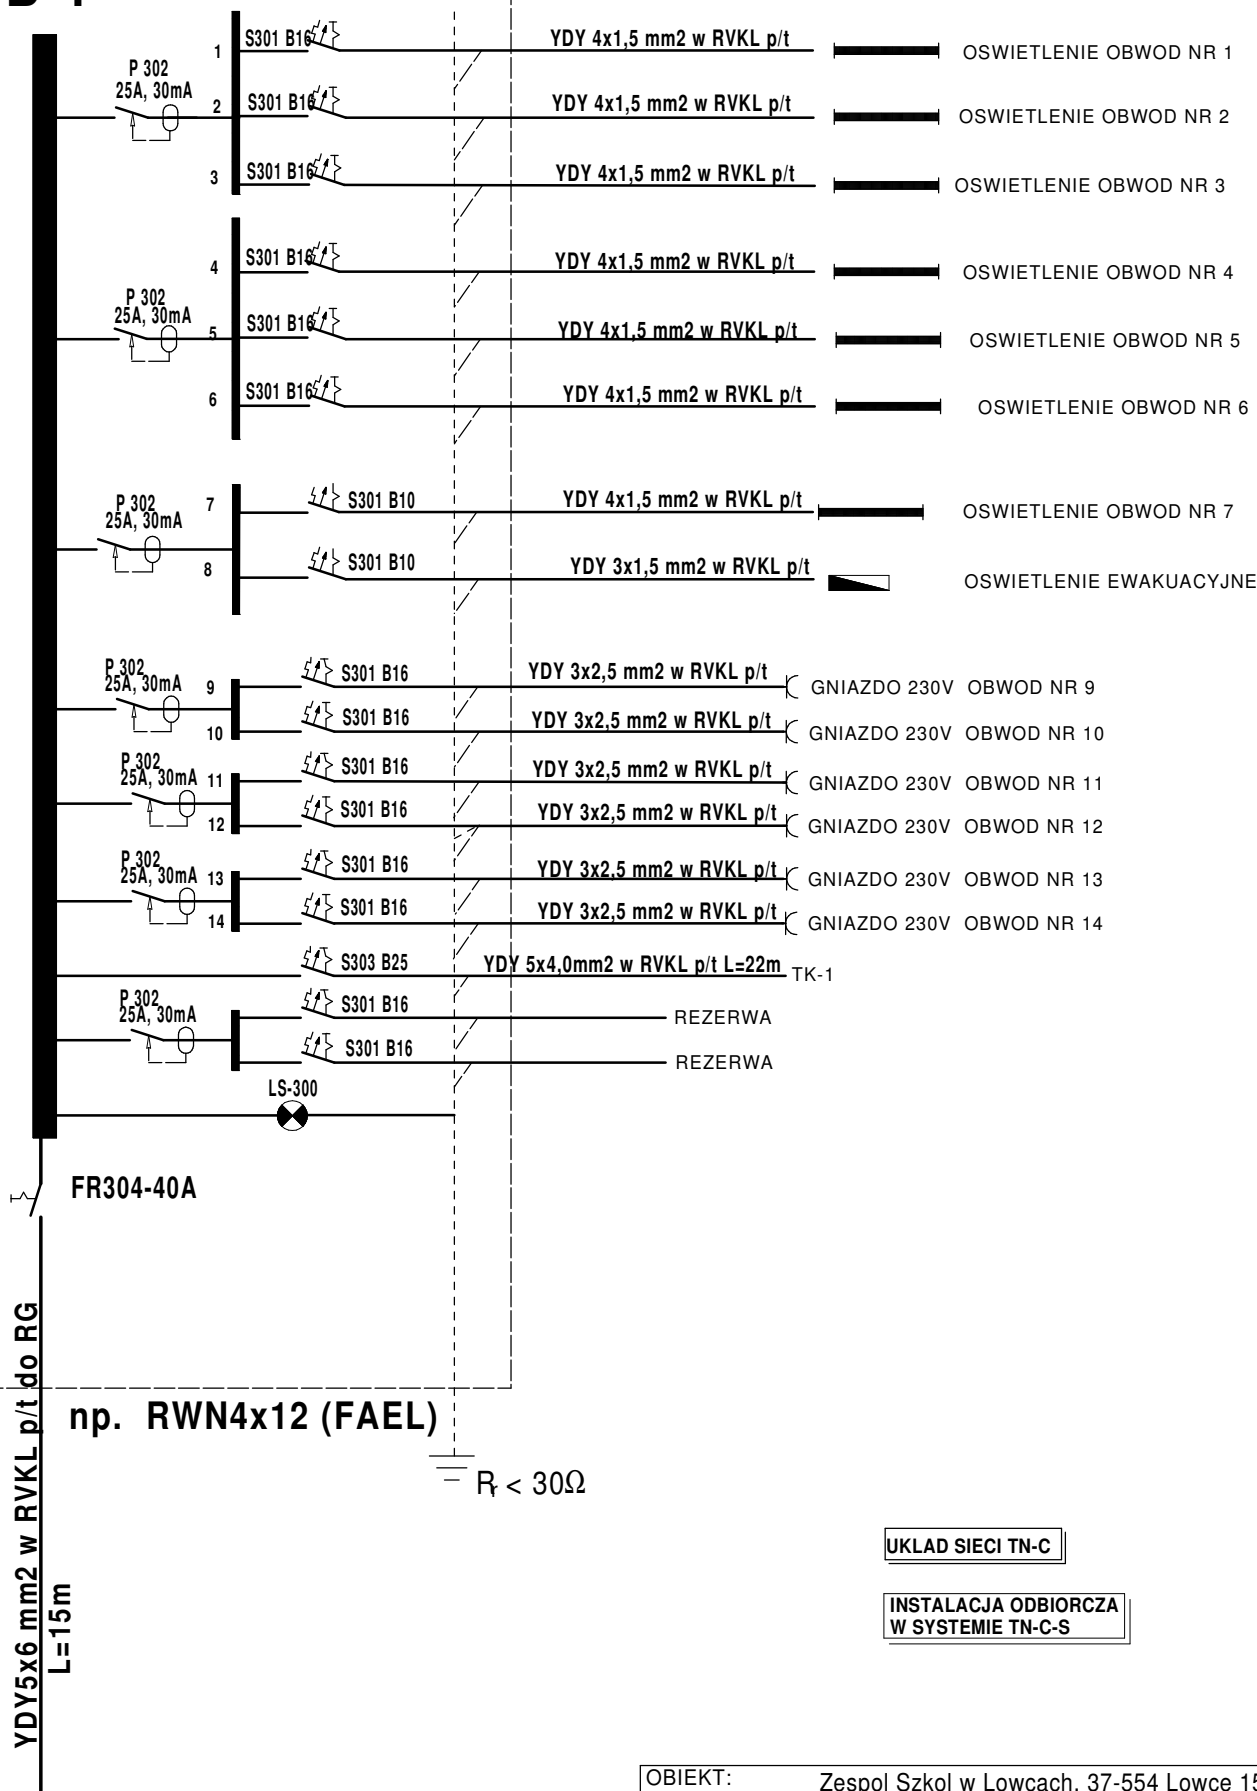 S301 B16
YDY 4x1,5 mm2 w RVKL p/t
1
OSWIETLENIE OBWOD NR 1
P 302
25A, 30mA
2
S301 B16
YDY 4x1,5 mm2 w RVKL p/t
OSWIETLENIE OBWOD NR 2
3
S301 B16
YDY 4x1,5 mm2 w RVKL p/t
OSWIETLENIE OBWOD NR 3
4
S301 B16
YDY 4x1,5 mm2 w RVKL p/t
OSWIETLENIE OBWOD NR 4
P 302
25A, 30mA
5
S301 B16
YDY 4x1,5 mm2 w RVKL p/t
OSWIETLENIE OBWOD NR 5
6
S301 B16
YDY 4x1,5 mm2 w RVKL p/t
OSWIETLENIE OBWOD NR 6
P 302
25A, 30mA
7
S301 B10
YDY 4x1,5 mm2 w RVKL p/t
OSWIETLENIE OBWOD NR 7
8
S301 B10
YDY 3x1,5 mm2 w RVKL p/t
OSWIETLENIE EWAKUACYJNE
P 302
25A, 30mA
9
S301 B16
YDY 3x2,5 mm2 w RVKL p/t
GNIAZDO 230V OBWOD NR 9
10
S301 B16
YDY 3x2,5 mm2 w RVKL p/t
GNIAZDO 230V OBWOD NR 10
P 302
25A, 30mA
11
S301 B16
YDY 3x2,5 mm2 w RVKL p/t
GNIAZDO 230V OBWOD NR 11
12
S301 B16
YDY 3x2,5 mm2 w RVKL p/t
GNIAZDO 230V OBWOD NR 12
P 302
25A, 30mA
13
S301 B16
YDY 3x2,5 mm2 w RVKL p/t
GNIAZDO 230V OBWOD NR 13
14
S301 B16
YDY 3x2,5 mm2 w RVKL p/t
GNIAZDO 230V OBWOD NR 14
S303 B25
YDY 5x4,0mm2 w RVKL p/t L=22m
TK-1
P 302
25A, 30mA
S301 B16
REZERWA
S301 B16
REZERWA
LS-300
FR304-40A
YDY5x6 mm2 w RVKL p/t do RG
L=15m
np. RWN4x12 (FAEL)
Rr < 30Ω
UKLAD SIECI TN-C
INSTALACJA ODBIORCZA
W SYSTEMIE TN-C-S
OBIEKT:
Zespol Szkol w Lowcach, 37-554 Lowce 15